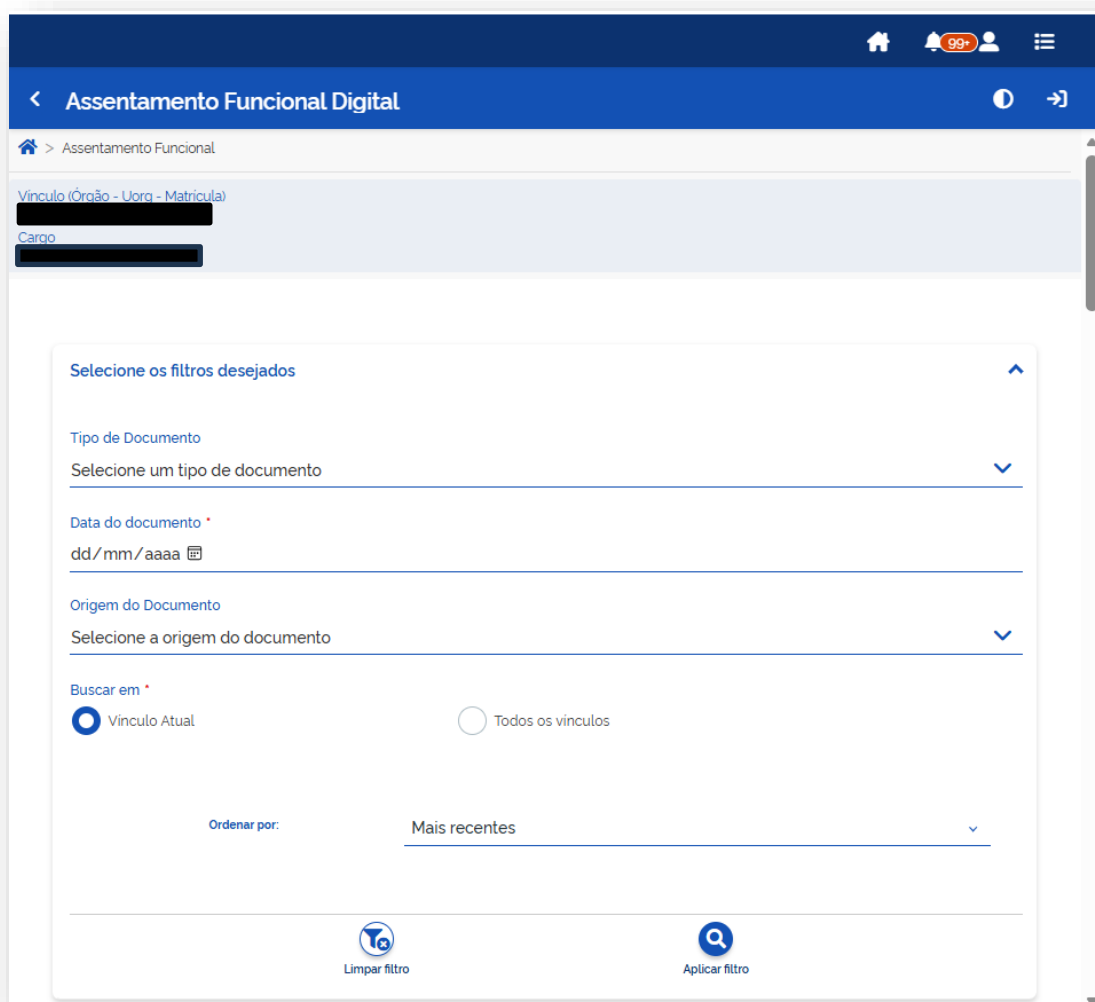 99+
Assentamento Funcional Digital
> Assentamento Funcional
Vínculo (Órgão - Uorg - Matrícula)
Cargo
Selecione os filtros desejados
Tipo de Documento
Selecione um tipo de documento
Data do documento *
dd/mm/aaaa
Origem do Documento
Selecione a origem do documento
Buscar em *
Vínculo Atual Todos os vinculos
Ordenar por: Mais recentes
Limpar filtro Aplicar filtro